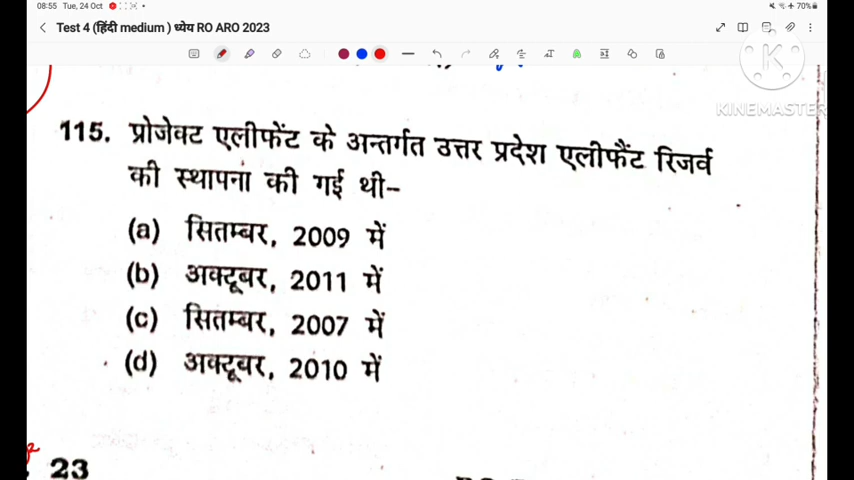 08:55 Tue, 24 Oct
70%
Test 4 (हिंदी medium ) ध्येय RO ARO 2023
KINEMASTER
115. प्रोजेक्ट एलीफेंट के अन्तर्गत उत्तर प्रदेश एलीफैंट रिजर्व
की स्थापना की गई थी–
(a) सितम्बर, 2009 में
(b) अक्टूबर, 2011 में
(c) सितम्बर, 2007 में
(d) अक्टूबर, 2010 में
23